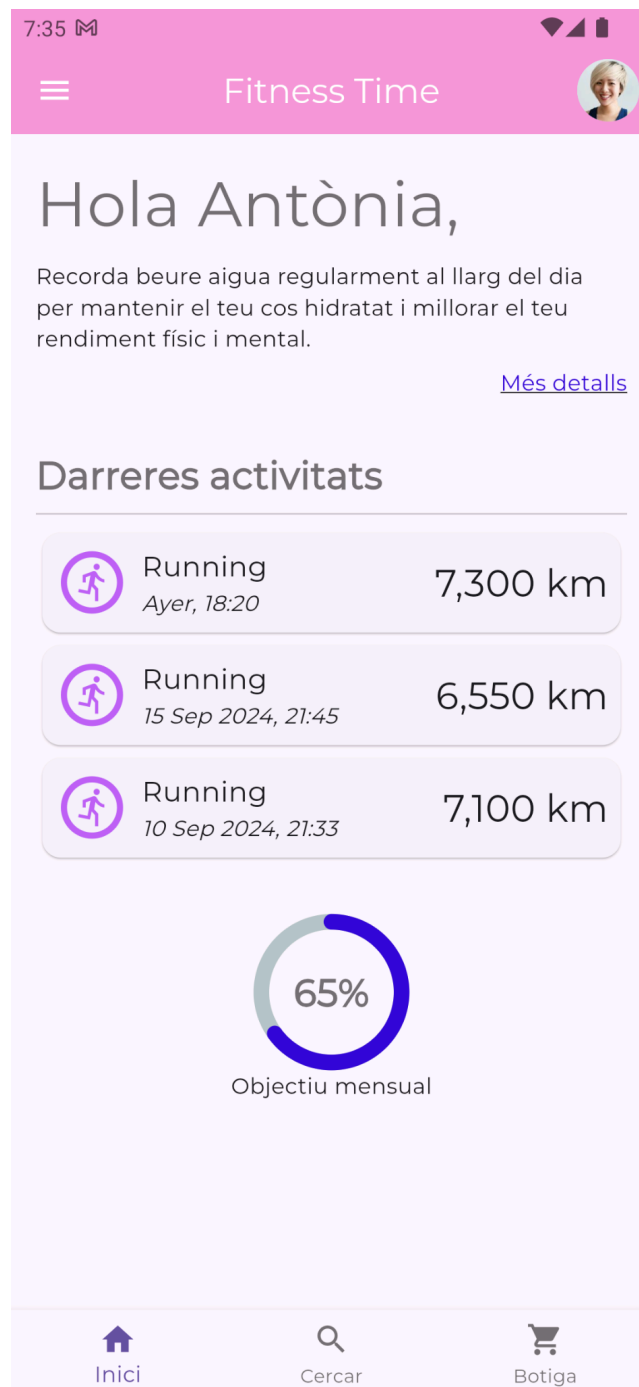 7:35
Fitness Time
Hola Antònia,
Recorda beure aigua regularment al llarg del dia
per mantenir el teu cos hidratat i millorar el teu
rendiment físic i mental.
Més detalls
Darreres activitats
Running
7,300 km
Ayer, 18:20
Running
6,550 km
15 Sep 2024, 21:45
Running
7,100 km
10 Sep 2024, 21:33
65%
Objectiu mensual
Inici
Cercar
Botiga